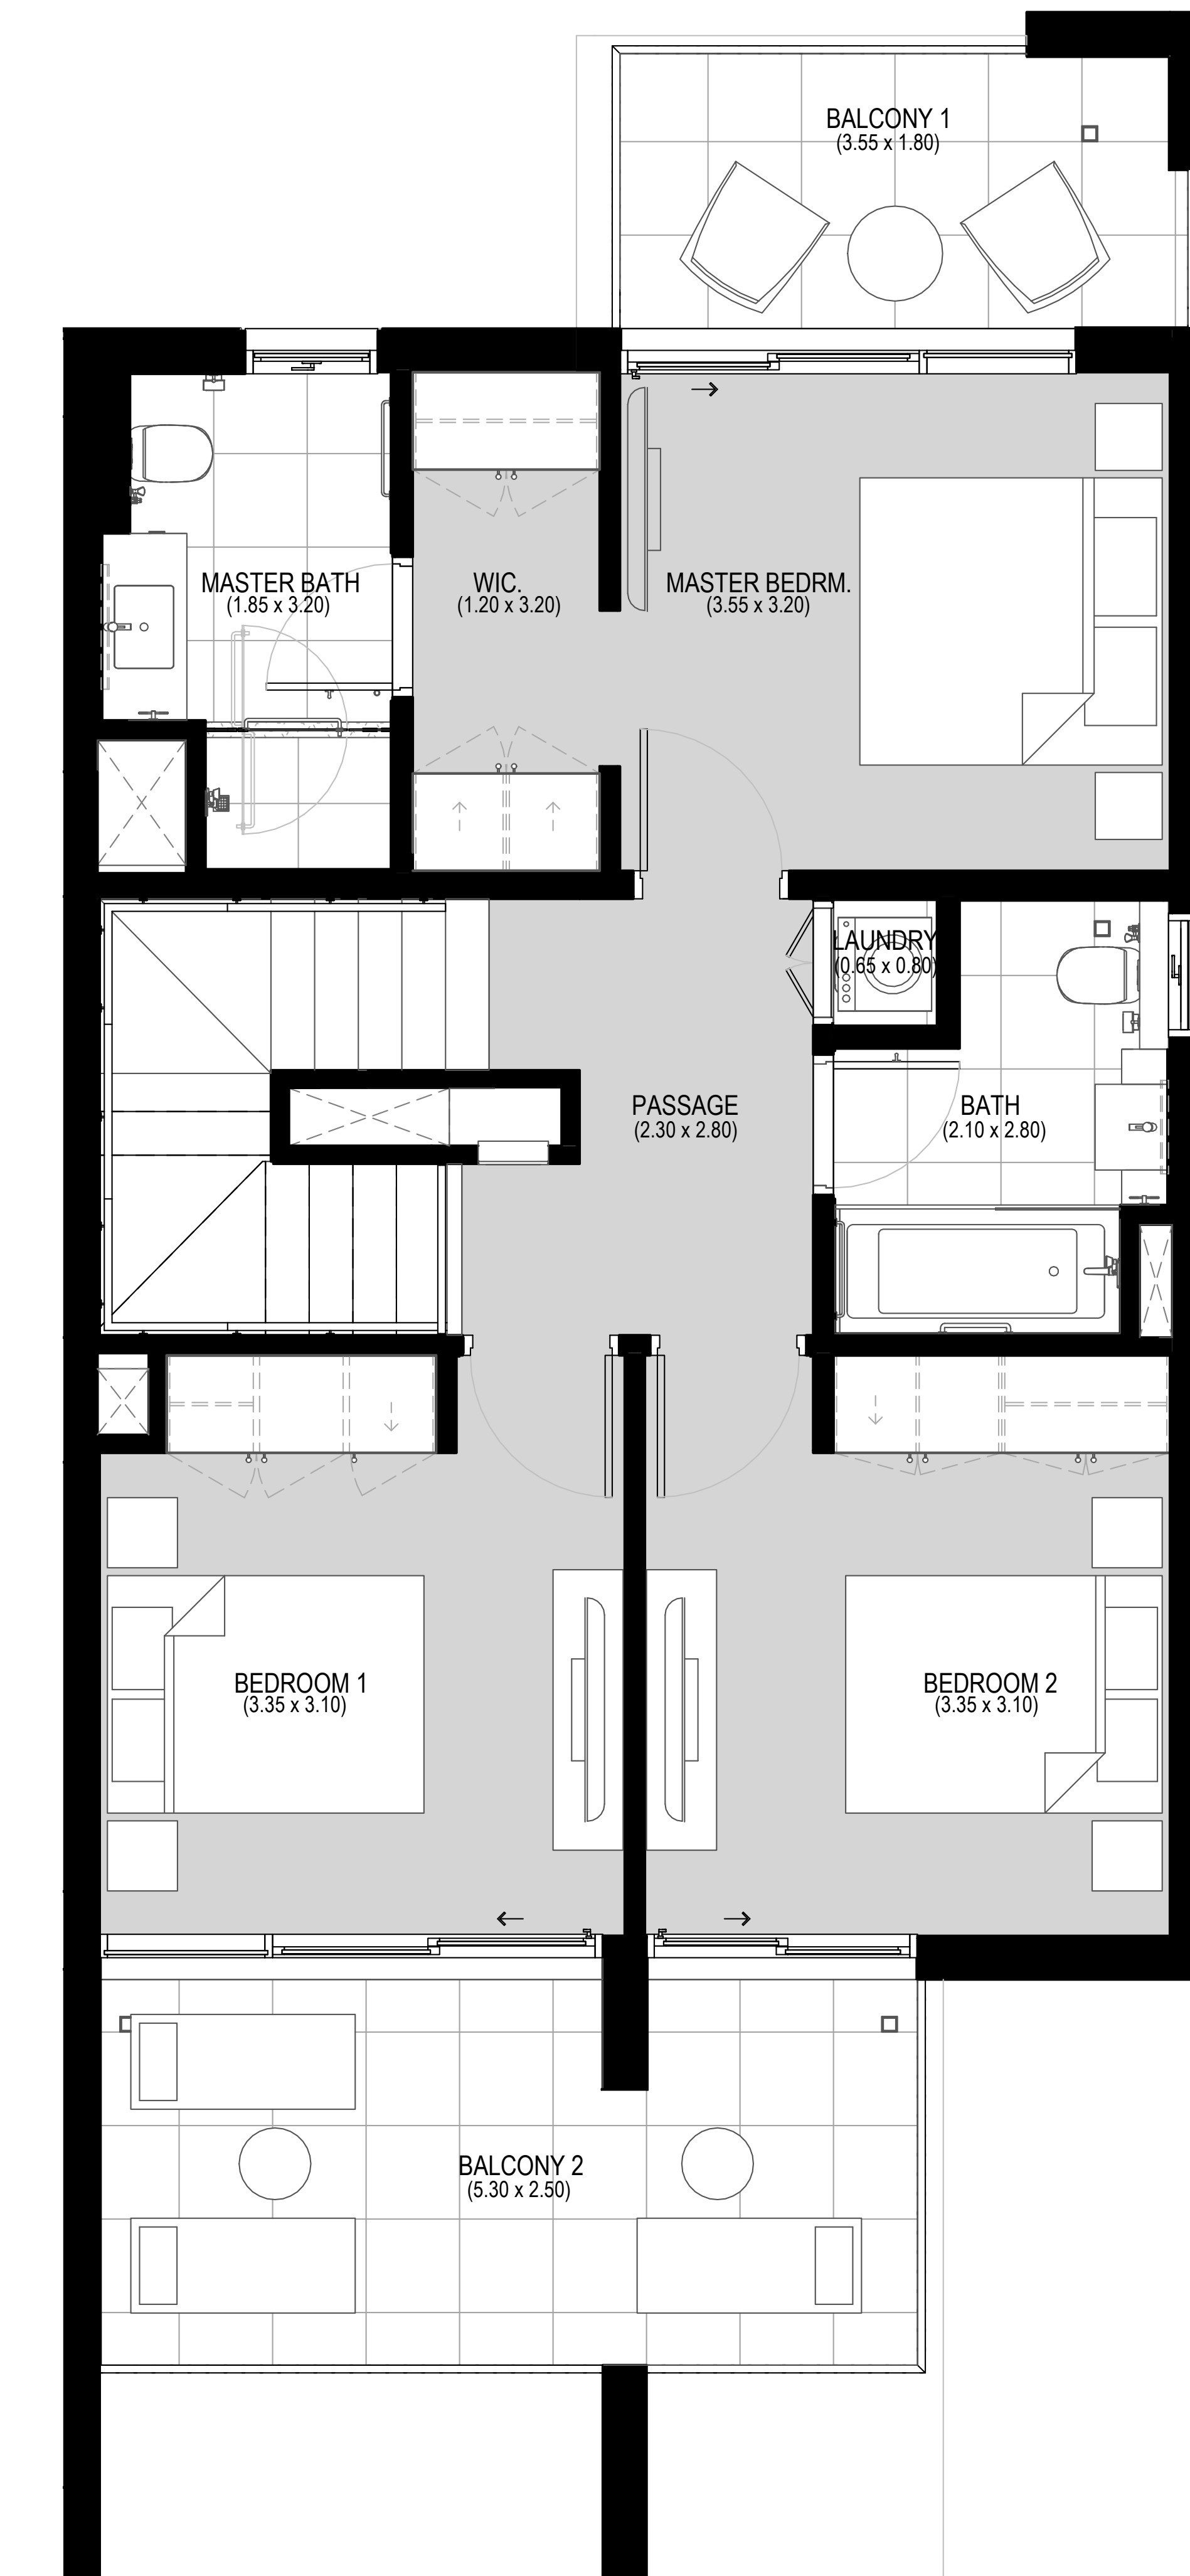 BALCONY 1
(3.55 x 1.80)
MASTER BATH
(1.85 x 3.20)
WIC.
(1.20 x 3.20)
MASTER BEDRM.
(3.55 x 3.20)
LAUNDRY
(0.65 x 0.80)
PASSAGE
(2.30 x 2.80)
BATH
(2.10 x 2.80)
BEDROOM 1
(3.35 x 3.10)
BEDROOM 2
(3.35 x 3.10)
BALCONY 2
(5.30 x 2.50)